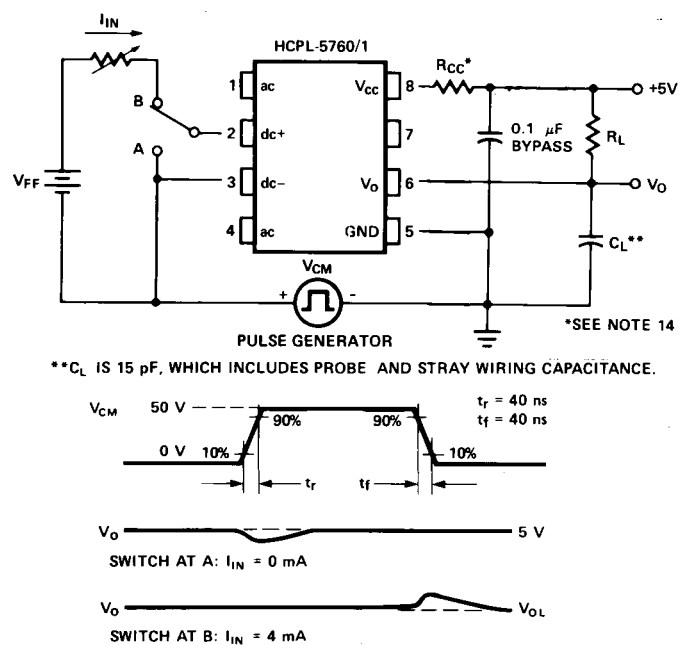 I_IN
HCPL-5760/1
R_CC*
B
1 ac
V_CC 8
+5V
2 dc+
7
0.1 μF
BYPASS
R_L
A
V_FF
3 dc-
V_O 6
V_O
4 ac
GND 5
C_L**
V_CM
+ -
PULSE GENERATOR
*SEE NOTE 14
**C_L IS 15 pF, WHICH INCLUDES PROBE AND STRAY WIRING CAPACITANCE.
V_CM 50 V
t_r = 40 ns
t_f = 40 ns
90% 90%
0 V 10% 10%
t_r t_f
V_O 5 V
SWITCH AT A: I_IN = 0 mA
V_O V_OL
SWITCH AT B: I_IN = 4 mA